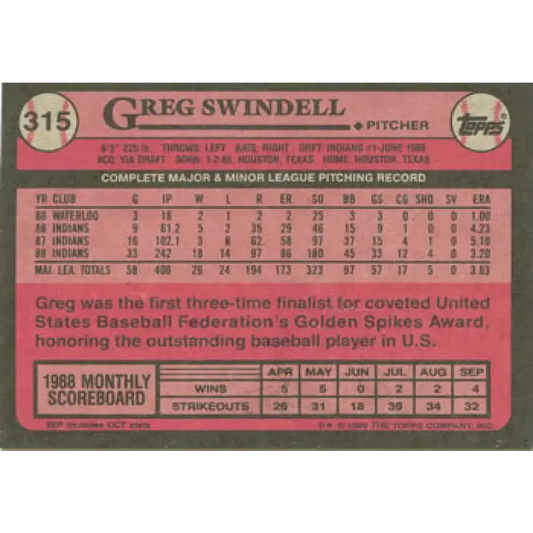 315
GREG SWINDELL
PITCHER
Topps®
6'3" 225 lb. THROWS: LEFT BATS: RIGHT DRFT: INDIANS #1-JUNE 1986
ACQ. VIA DRAFT BORN: 1-2-65, HOUSTON, TEXAS HOME: HOUSTON, TEXAS
COMPLETE MAJOR & MINOR LEAGUE PITCHING RECORD
YR CLUB G IP W L R ER SO BB GS CG SHO SV ERA
86 WATERLOO 3 18 2 1 2 2 25 3 3 0 0 0 1.00
86 INDIANS 9 61.2 5 2 35 29 46 15 9 1 0 0 4.23
87 INDIANS 16 102.1 3 8 62 58 97 37 15 4 1 0 5.10
88 INDIANS 33 242 18 14 97 86 180 45 33 12 4 0 3.20
MAJ. LEA. TOTALS 58 406 26 24 194 173 323 97 57 17 5 0 3.83
Greg was the first three-time finalist for coveted United
States Baseball Federation's Golden Spikes Award,
honoring the outstanding baseball player in U.S.
1988 MONTHLY SCOREBOARD
APR MAY JUN JUL AUG SEP
WINS 5 5 0 2 2 4
STRIKEOUTS 26 31 18 39 34 32
SEP includes OCT stats
© 1989 THE TOPPS COMPANY, INC.